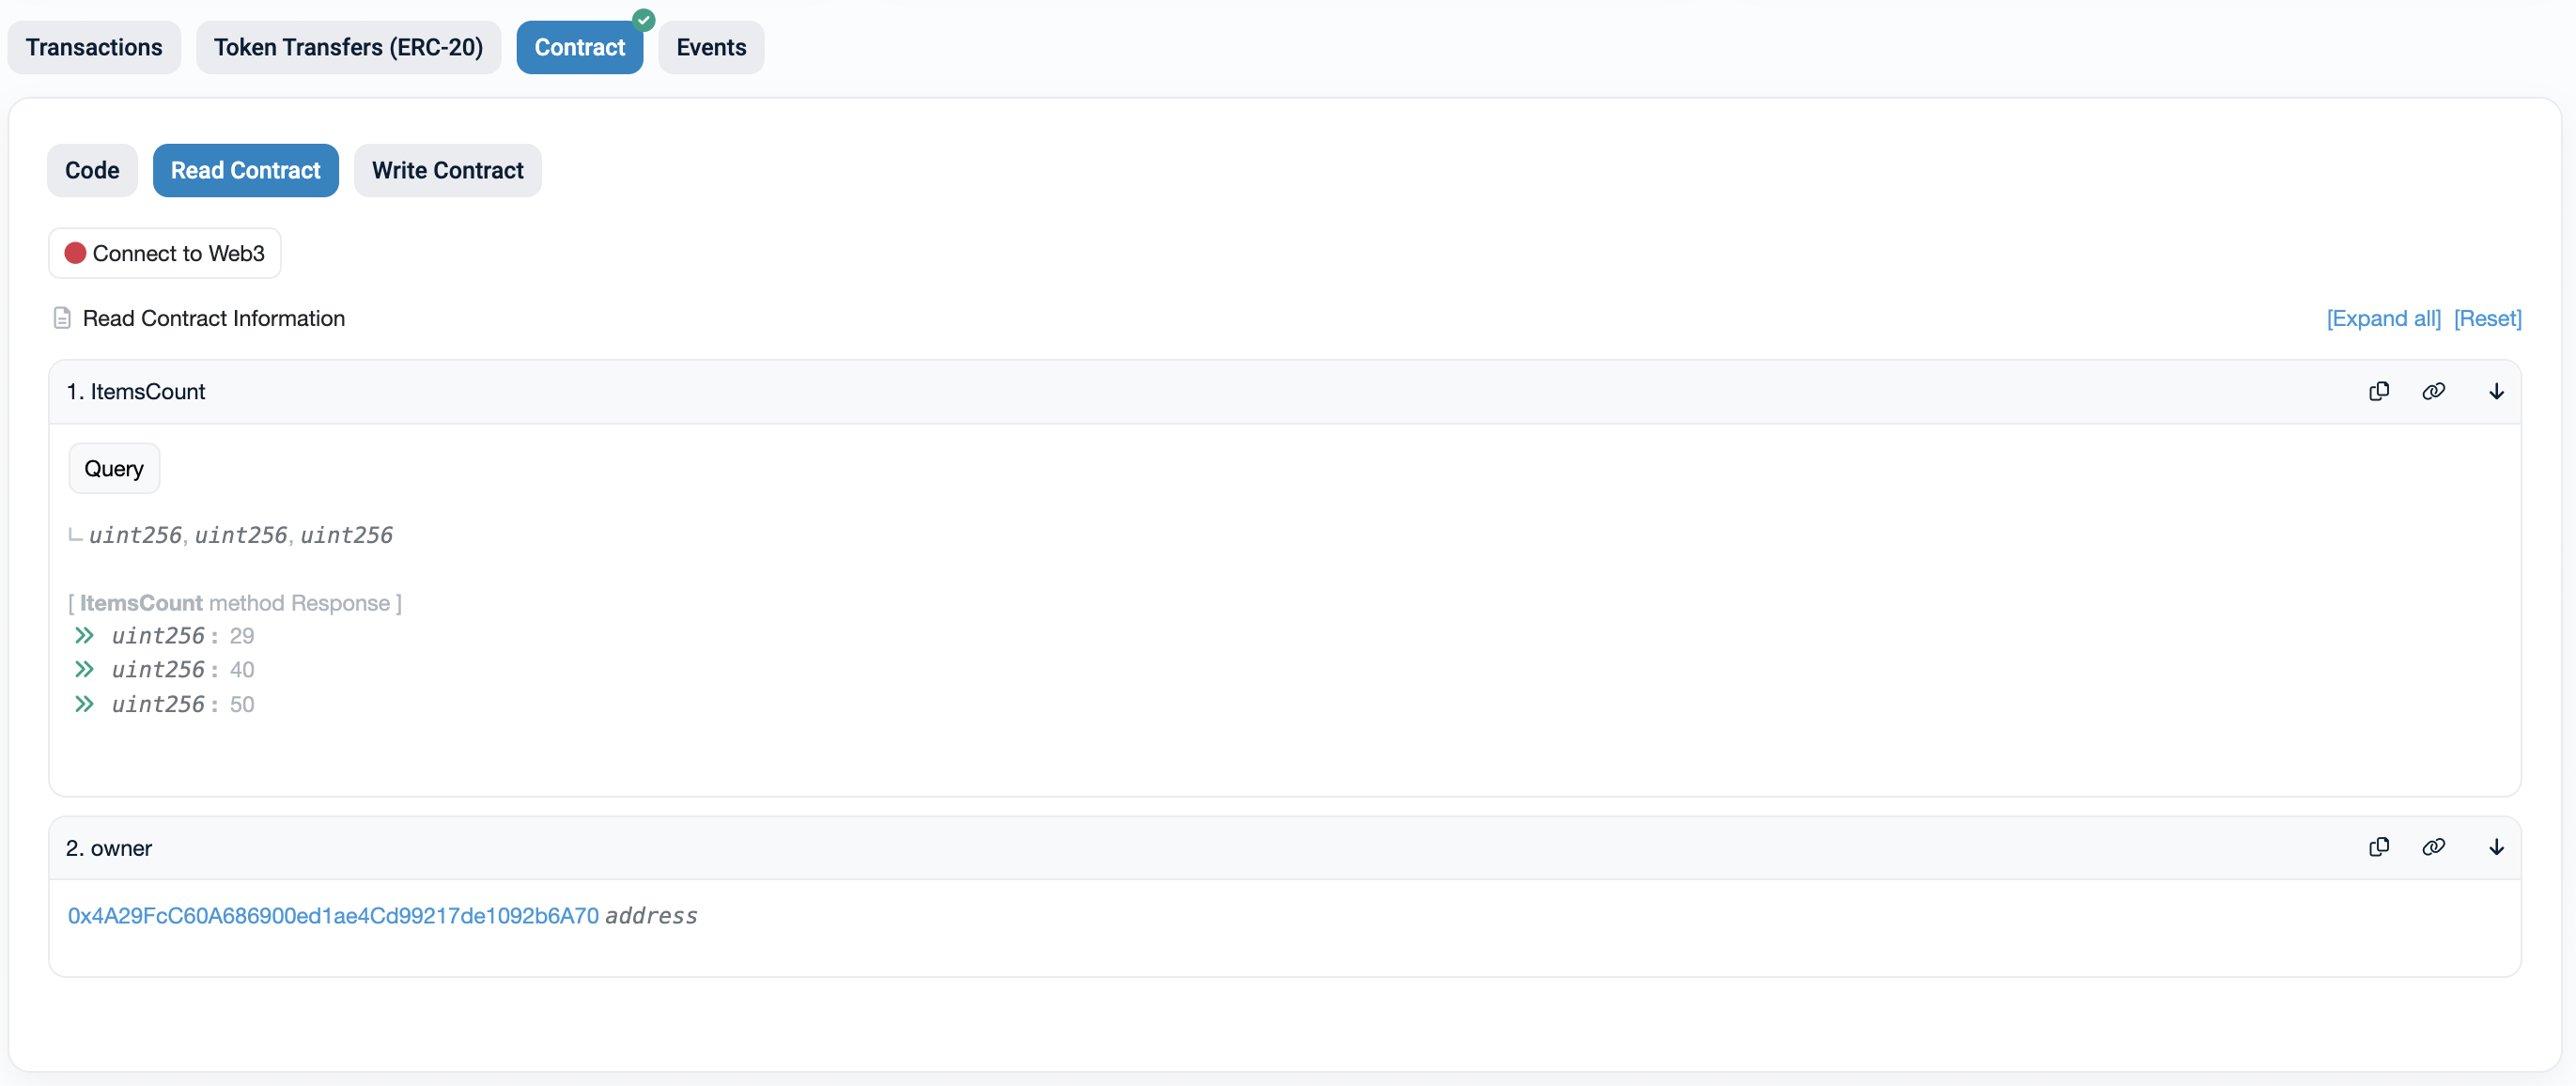 Transactions Token Transfers (ERC-20) Contract Events
Code Read Contract Write Contract
Connect to Web3
Read Contract Information [Expand all] [Reset]
1. ItemsCount
Query
uint256, uint256, uint256
[ ItemsCount method Response ]
uint256 : 29
uint256 : 40
uint256 : 50
2. owner
0x4A29FcC60A686900ed1ae4Cd99217de1092b6A70 address